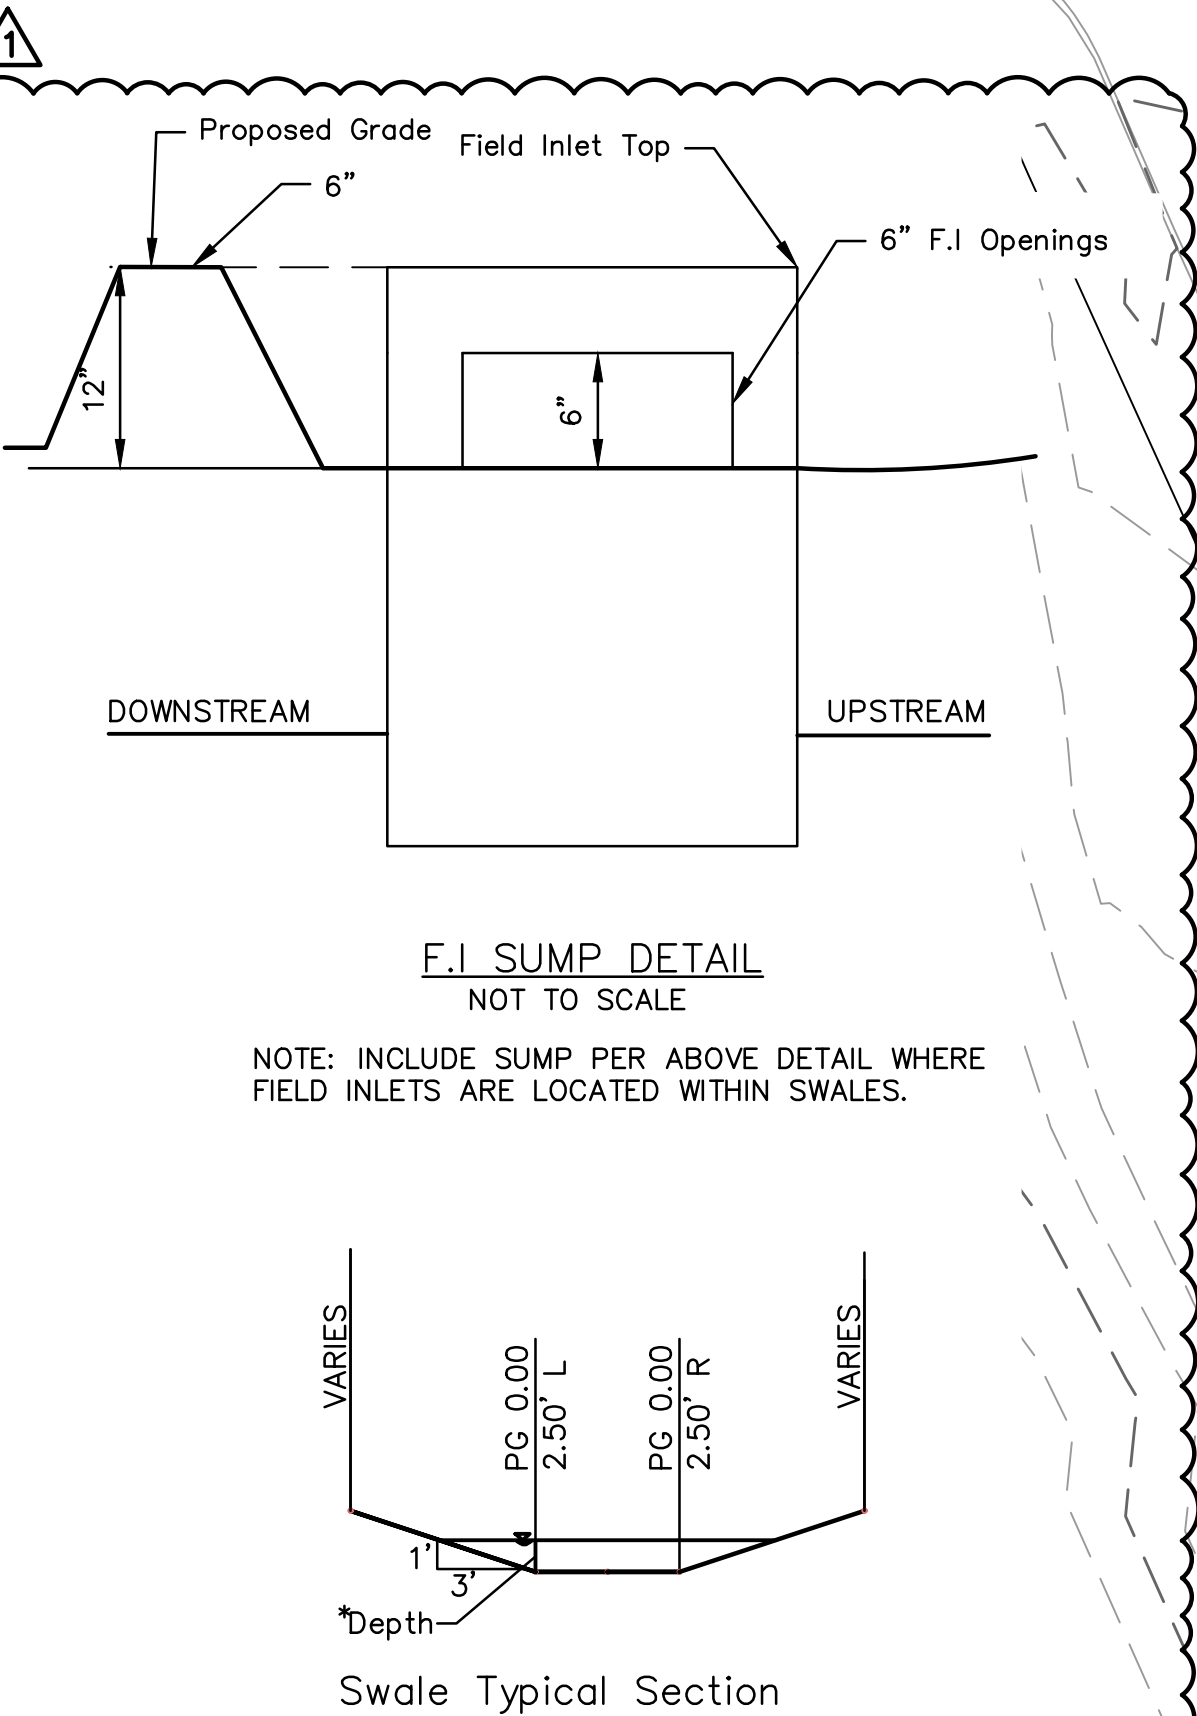 1
Proposed Grade
Field Inlet Top
6”
6” F.I Openings
12”
6”
DOWNSTREAM
UPSTREAM
F.I SUMP DETAIL
NOT TO SCALE
NOTE: INCLUDE SUMP PER ABOVE DETAIL WHERE
FIELD INLETS ARE LOCATED WITHIN SWALES.
VARIES
PG 0.00
2.50’ L
PG 0.00
2.50’ R
VARIES
1’
3’
*Depth
Swale Typical Section